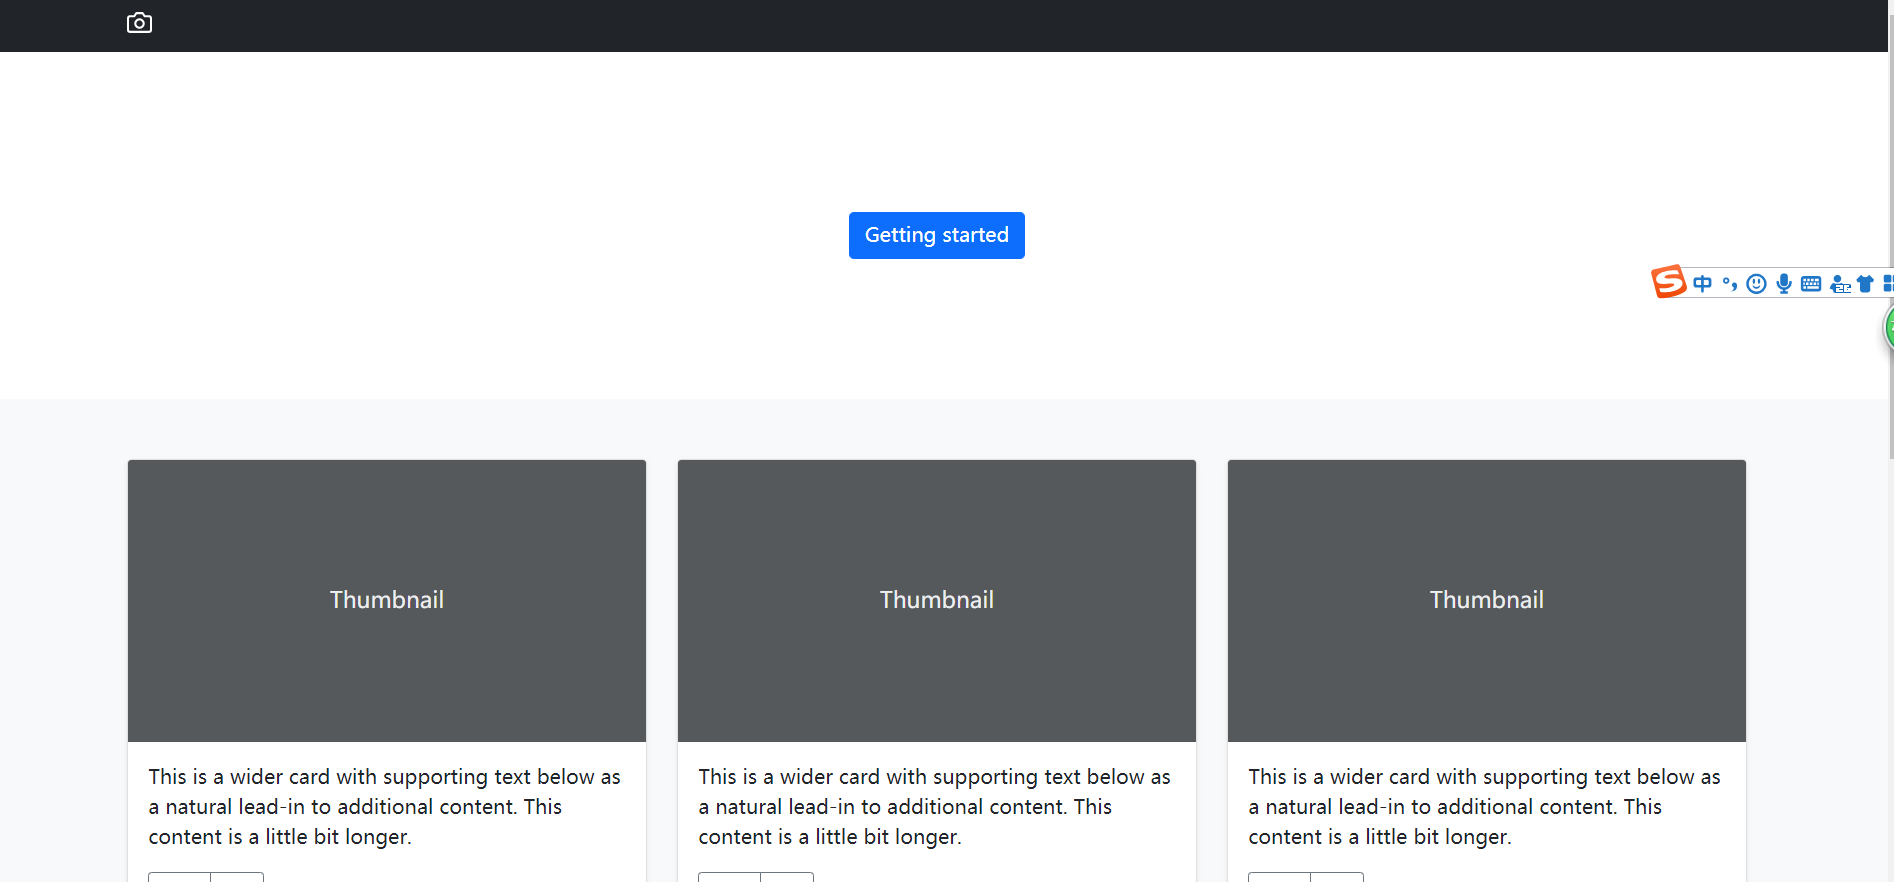 Getting started
S中
Thumbnail
Thumbnail
Thumbnail
This is a wider card with supporting text below as
a natural lead-in to additional content. This
content is a little bit longer.
This is a wider card with supporting text below as
a natural lead-in to additional content. This
content is a little bit longer.
This is a wider card with supporting text below as
a natural lead-in to additional content. This
content is a little bit longer.